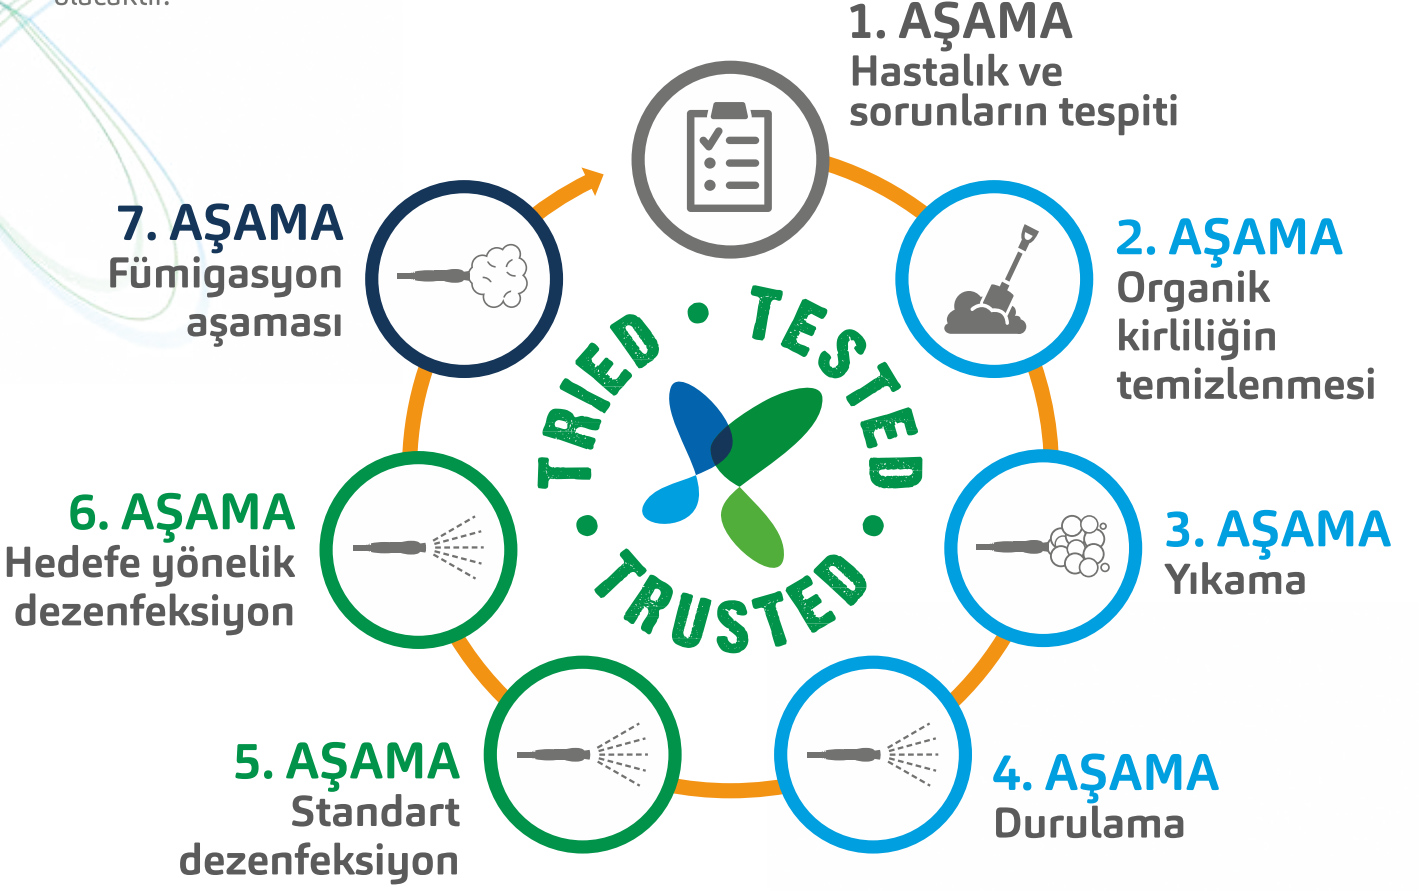 olacaktır.
1. AŞAMA
Hastalık ve
sorunların tespiti
2. AŞAMA
Organik
kirliliğin
temizlenmesi
3. AŞAMA
Yıkama
4. AŞAMA
Durulama
5. AŞAMA
Standart
dezenfeksiyon
6. AŞAMA
Hedefe yönelik
dezenfeksiyon
7. AŞAMA
Fümigasyon
aşaması
TRIED • TESTED • TRUSTED •